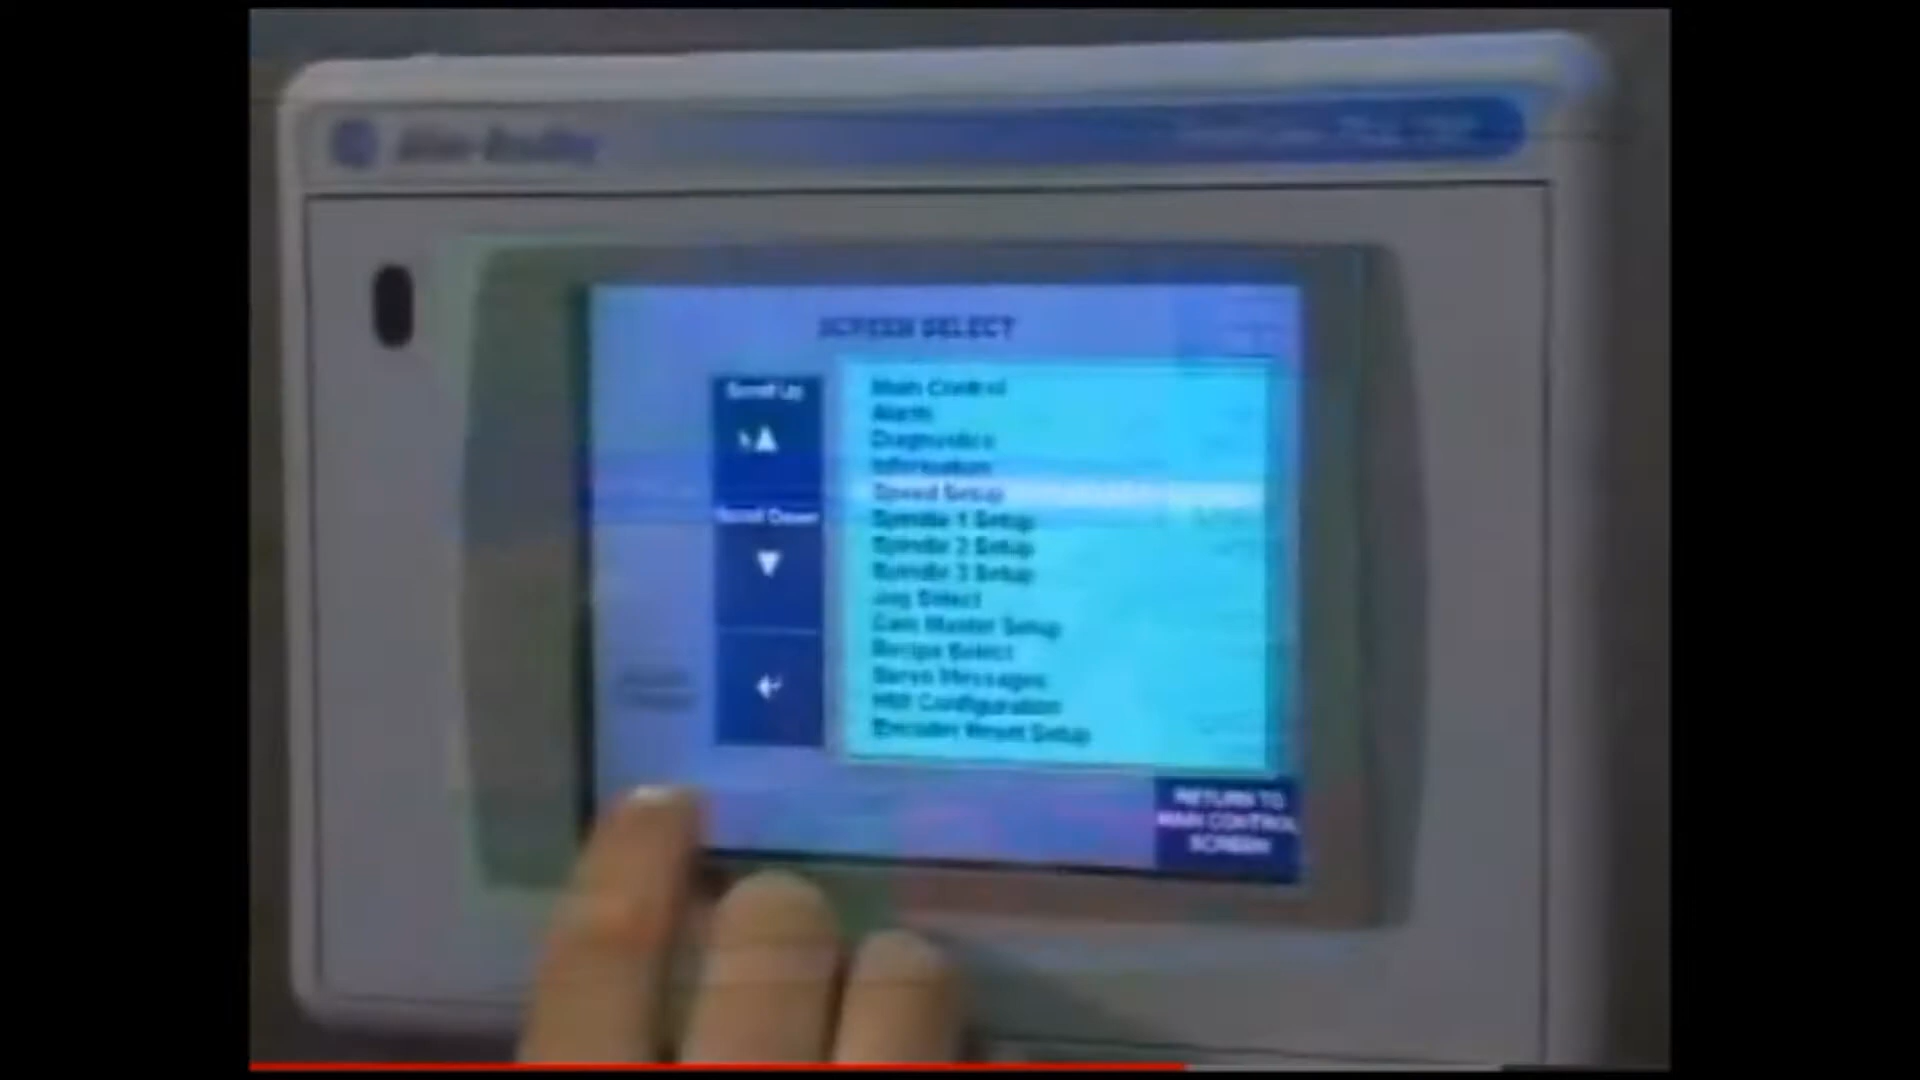 Allen-Bradley
SCREEN SELECT
Scroll Up
Scroll Down
Main Control
Alarm
Diagnostics
Information
Speed Setup
Spindle 1 Setup
Spindle 2 Setup
Spindle 3 Setup
Jog Select
Cam Master Setup
Recipe Select
Servo Messages
HMI Configuration
Encoder Reset Setup
RETURN TO
MAIN CONTROL
SCREEN